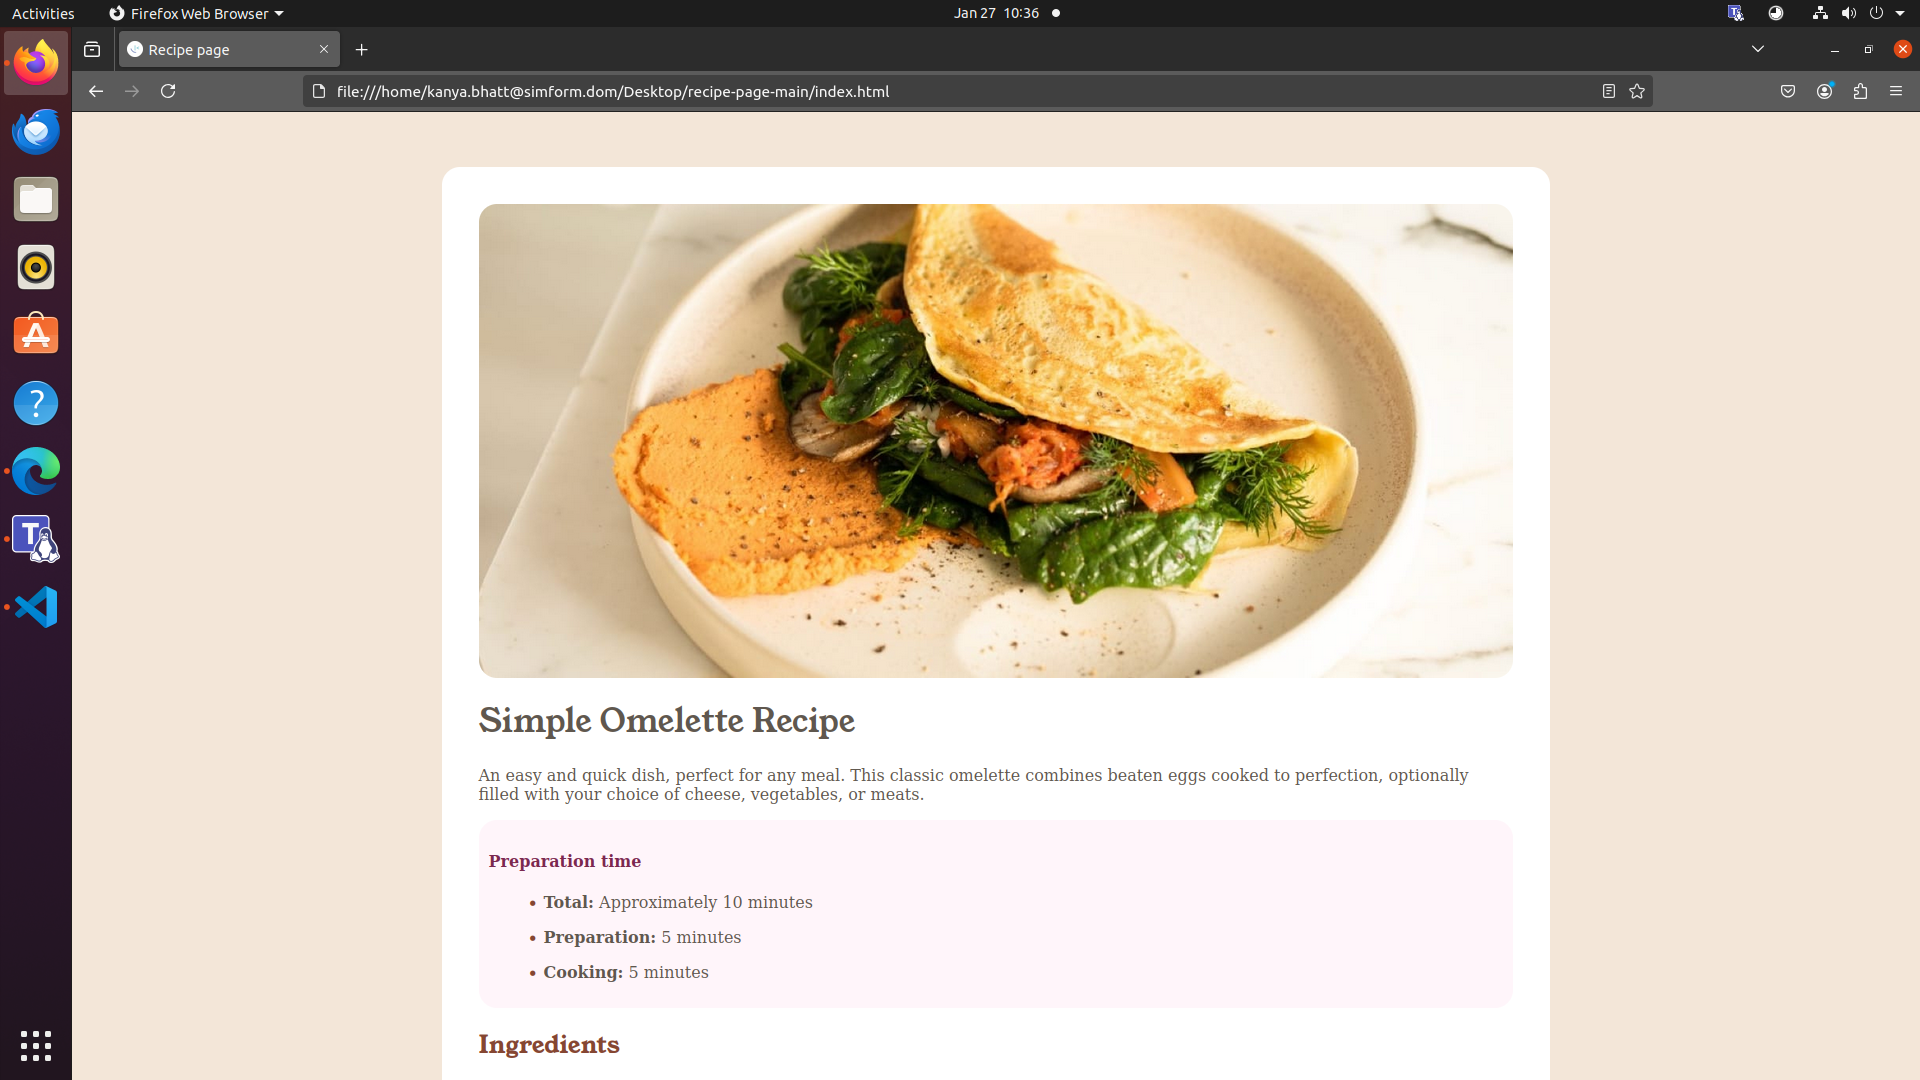 Activities
Firefox Web Browser
Jan 27 10:36
Recipe page
file:///home/kanya.bhatt@simform.dom/Desktop/recipe-page-main/index.html
Simple Omelette Recipe
An easy and quick dish, perfect for any meal. This classic omelette combines beaten eggs cooked to perfection, optionally
filled with your choice of cheese, vegetables, or meats.
Preparation time
• Total: Approximately 10 minutes
• Preparation: 5 minutes
• Cooking: 5 minutes
Ingredients